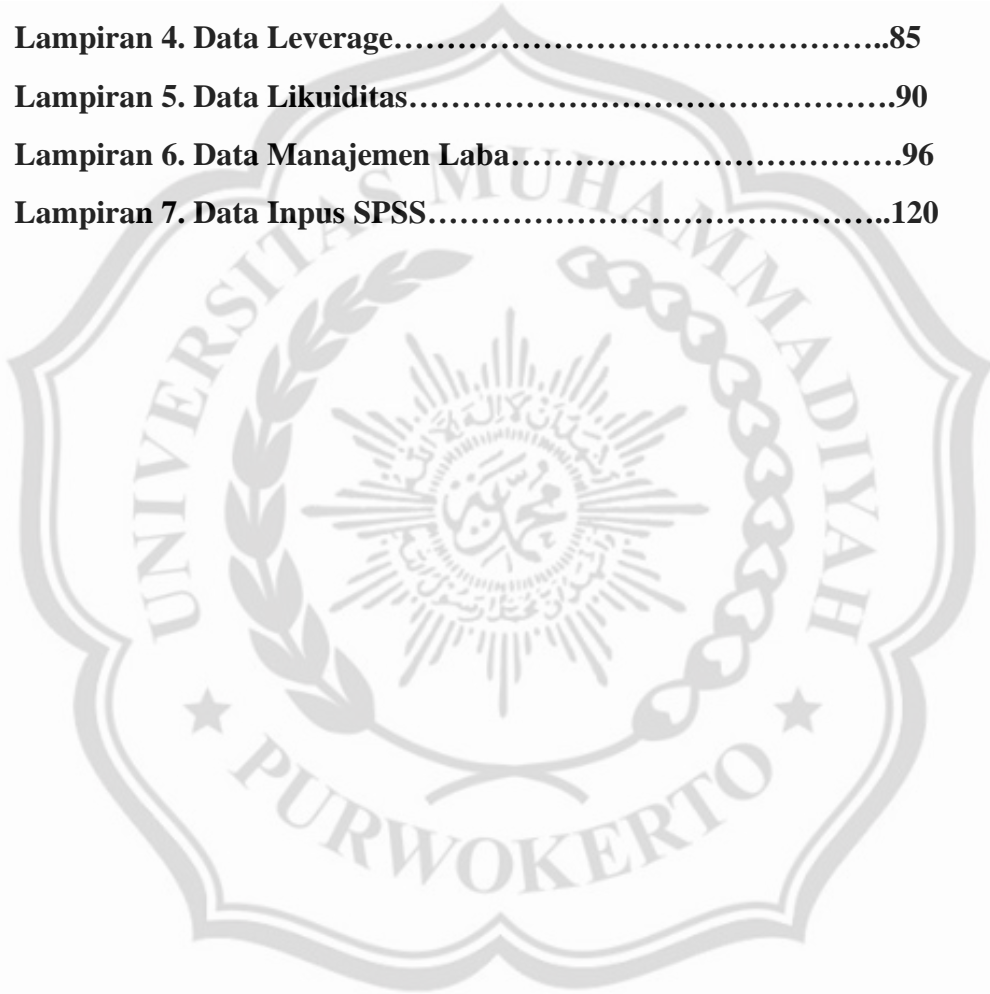 Lampiran 4. Data Leverage…………………………………………..85
Lampiran 5. Data Likuiditas……………………………………….90
Lampiran 6. Data Manajemen Laba……………………………….96
Lampiran 7. Data Inpus SPSS……………………………………..120
UNIVERSITAS MUHAMMADIYAH
PURWOKERTO